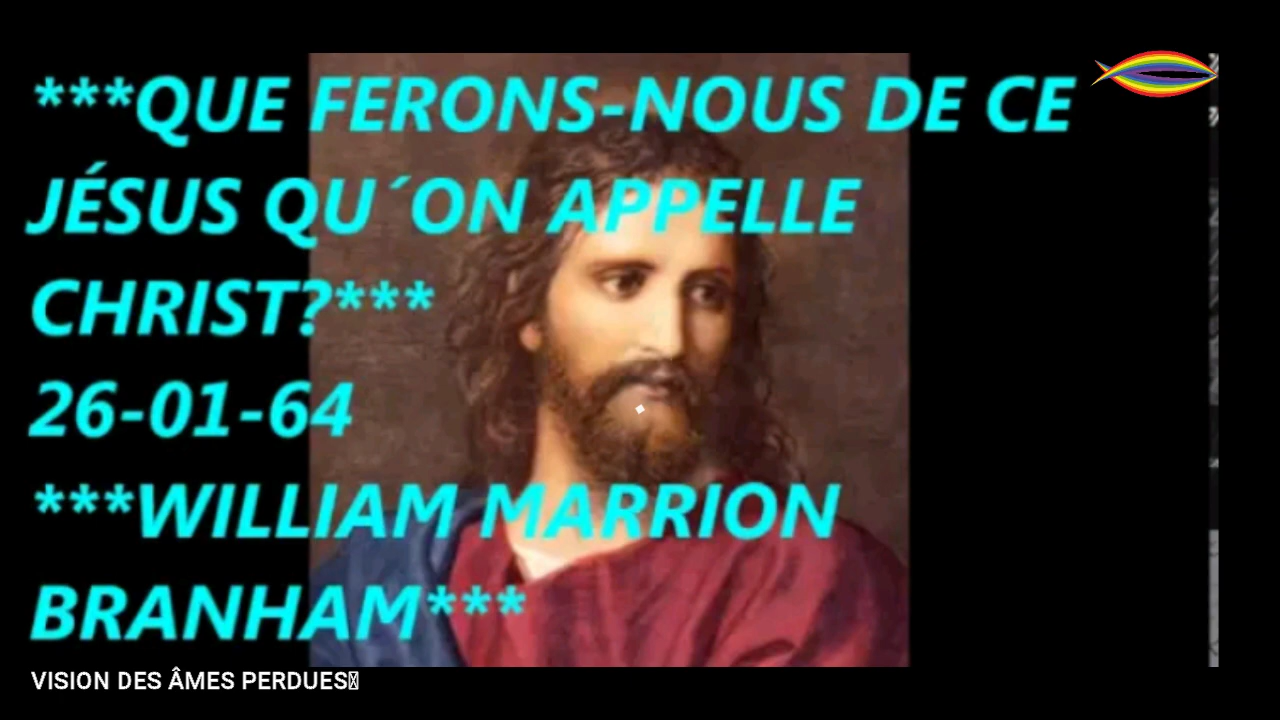 ***QUE FERONS-NOUS DE CE
JÉSUS QU´ON APPELLE
CHRIST?***
26-01-64
***WILLIAM MARRION
BRANHAM***
VISION DES ÂMES PERDUES